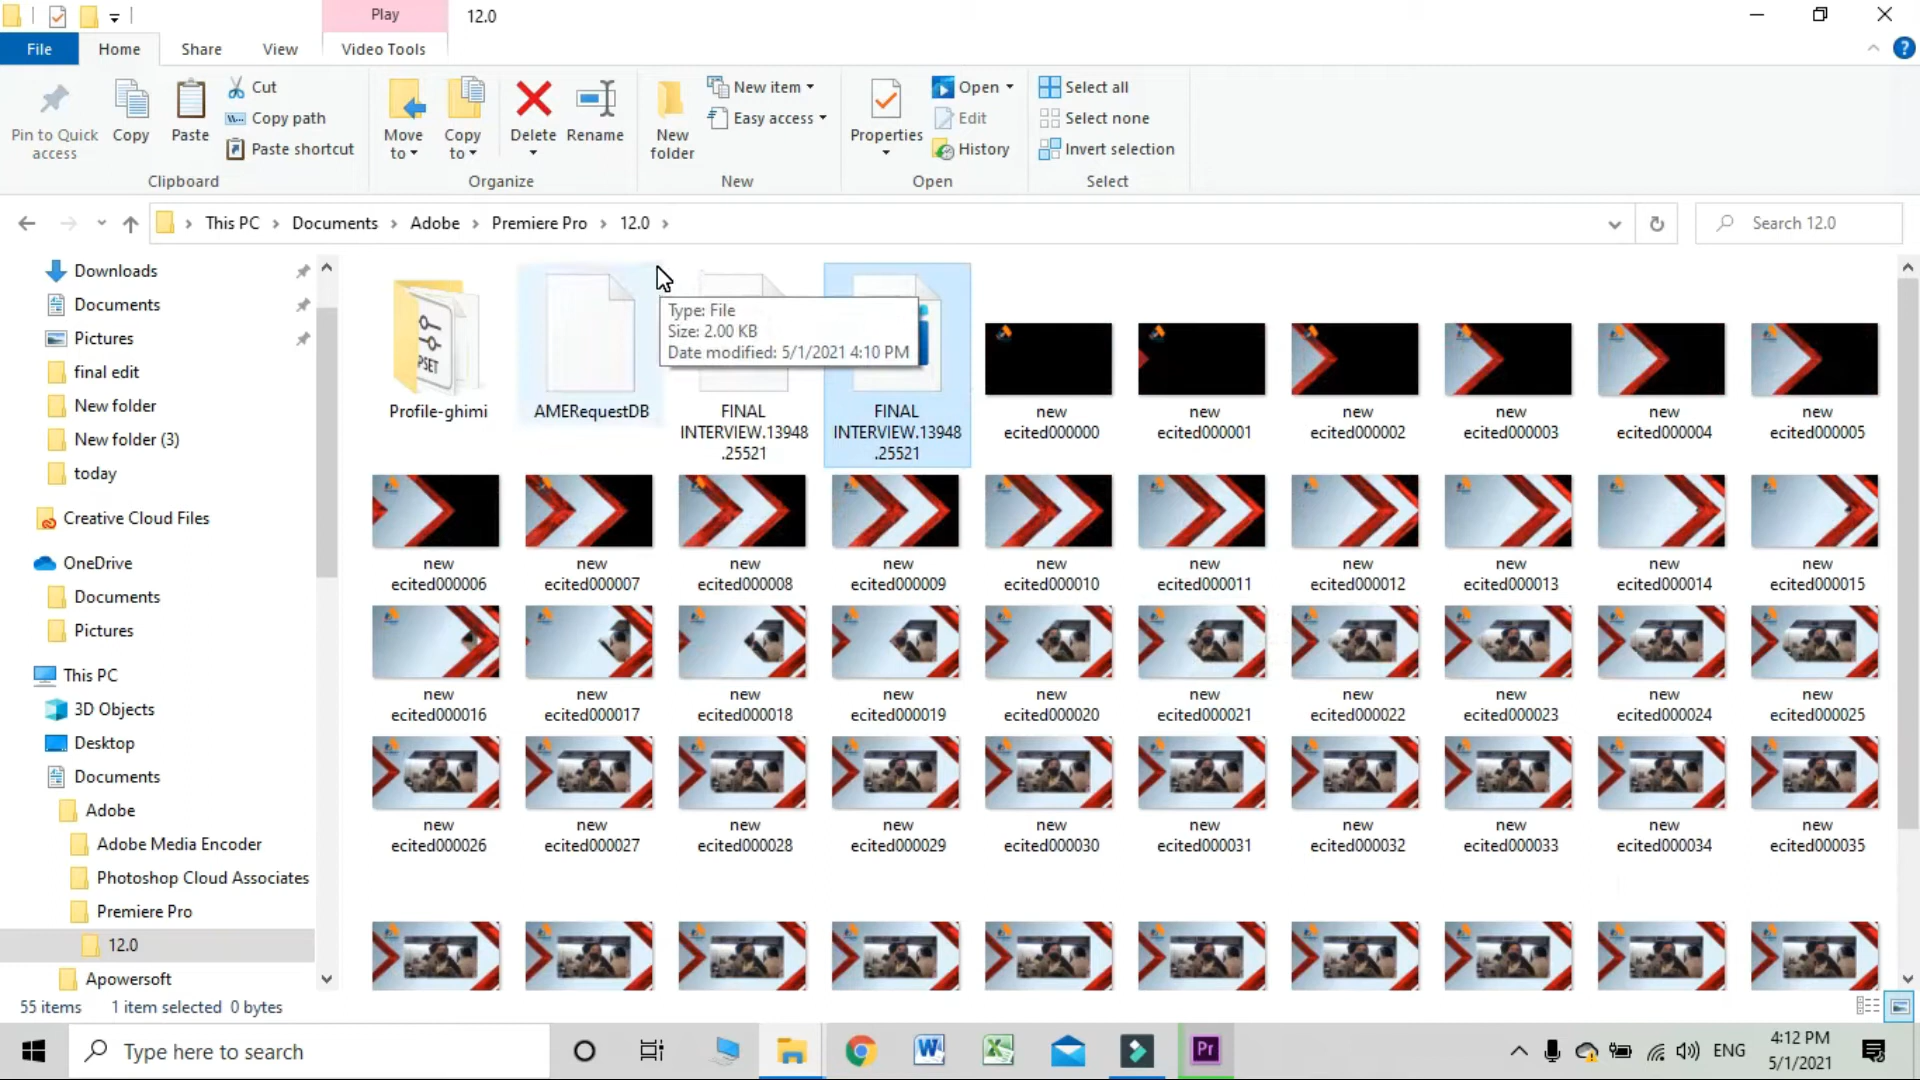 Play
12.0
File
Home
Share
View
Video Tools
Pin to Quick
access
Copy
Paste
Cut
Copy path
Paste shortcut
Clipboard
Move
to
Copy
to
Delete
Rename
Organize
New
folder
New item
Easy access
New
Properties
Open
Edit
History
Open
Select all
Select none
Invert selection
Select
This PC
Documents
Adobe
Premiere Pro
12.0
Search 12.0
Downloads
Documents
Pictures
final edit
New folder
New folder (3)
today
Creative Cloud Files
OneDrive
Documents
Pictures
This PC
3D Objects
Desktop
Documents
Adobe
Adobe Media Encoder
Photoshop Cloud Associates
Premiere Pro
12.0
Apowersoft
PSET
Profile-ghimi
AMERequestDB
Type: File
Size: 2.00 KB
Date modified: 5/1/2021 4:10 PM
FINAL
INTERVIEW.13948
.25521
FINAL
INTERVIEW.13948
.25521
new
ecited000000
new
ecited000001
new
ecited000002
new
ecited000003
new
ecited000004
new
ecited000005
new
ecited000006
new
ecited000007
new
ecited000008
new
ecited000009
new
ecited000010
new
ecited000011
new
ecited000012
new
ecited000013
new
ecited000014
new
ecited000015
new
ecited000016
new
ecited000017
new
ecited000018
new
ecited000019
new
ecited000020
new
ecited000021
new
ecited000022
new
ecited000023
new
ecited000024
new
ecited000025
new
ecited000026
new
ecited000027
new
ecited000028
new
ecited000029
new
ecited000030
new
ecited000031
new
ecited000032
new
ecited000033
new
ecited000034
new
ecited000035
55 items
1 item selected 0 bytes
Type here to search
Pr
ENG
4:12 PM
5/1/2021